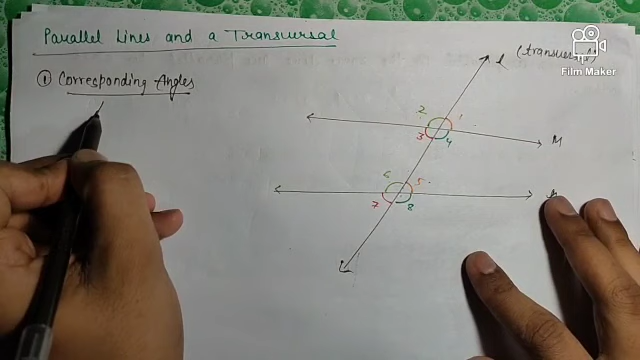 Parallel Lines and a Transversal
① Corresponding Angles
l (transversal)
2 1
3 4
M
6 5
7 8
Film Maker